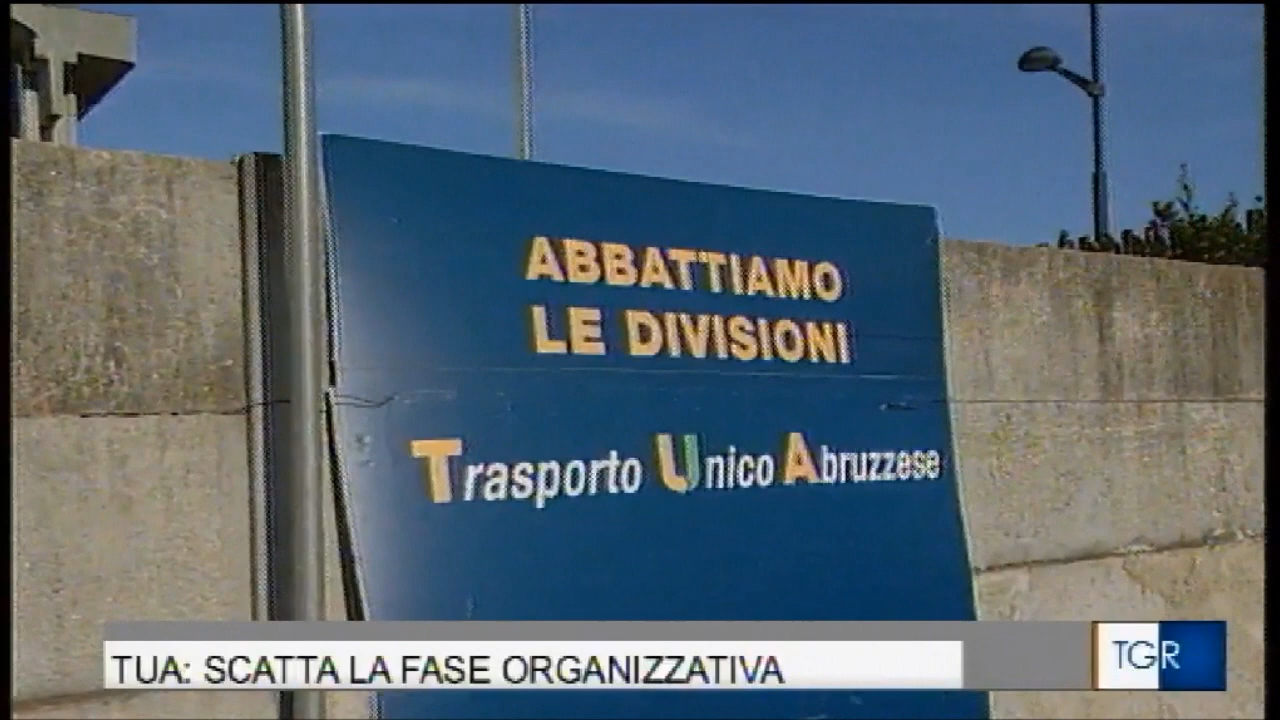 ABBATTIAMO
LE DIVISIONI
Trasporto Unico Abruzzese
TUA: SCATTA LA FASE ORGANIZZATIVA
TGR